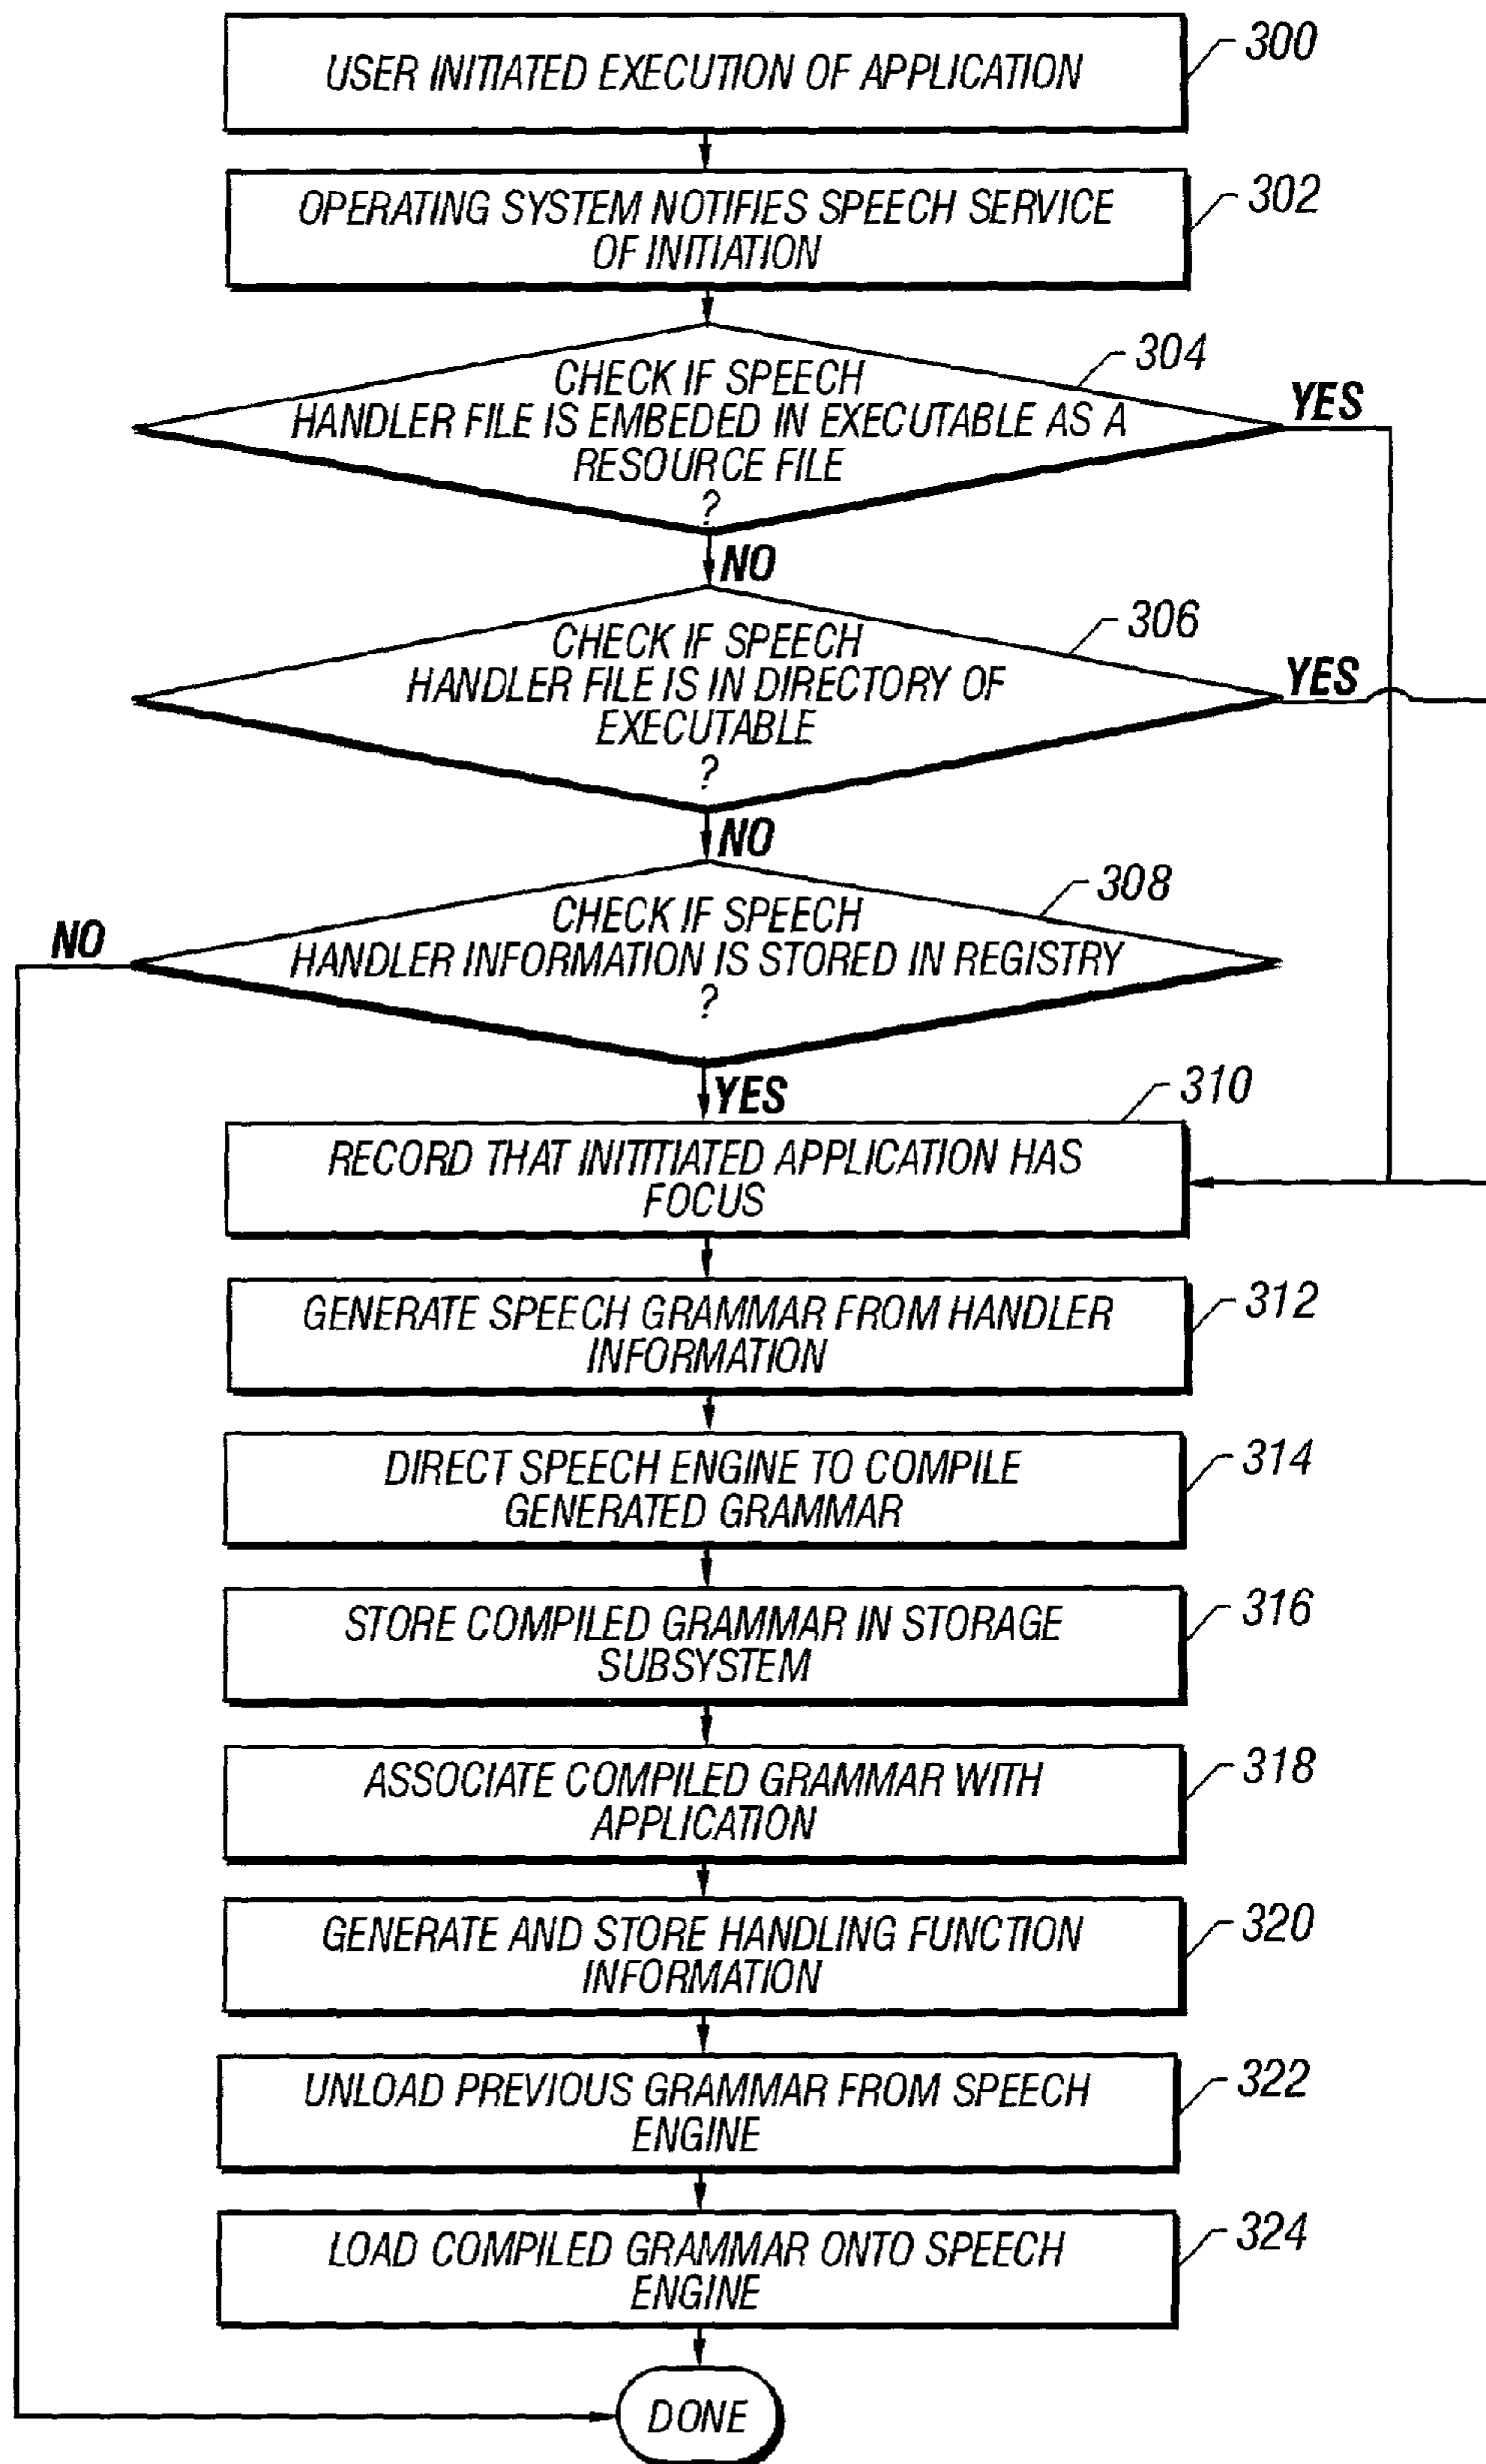 USER INITIATED EXECUTION OF APPLICATION
300
OPERATING SYSTEM NOTIFIES SPEECH SERVICE
OF INITIATION
302
CHECK IF SPEECH
HANDLER FILE IS EMBEDED IN EXECUTABLE AS A
RESOURCE FILE
?
304
YES
NO
CHECK IF SPEECH
HANDLER FILE IS IN DIRECTORY OF
EXECUTABLE
?
306
YES
NO
CHECK IF SPEECH
HANDLER INFORMATION IS STORED IN REGISTRY
?
308
NO
YES
RECORD THAT INITITIATED APPLICATION HAS
FOCUS
310
GENERATE SPEECH GRAMMAR FROM HANDLER
INFORMATION
312
DIRECT SPEECH ENGINE TO COMPILE
GENERATED GRAMMAR
314
STORE COMPILED GRAMMAR IN STORAGE
SUBSYSTEM
316
ASSOCIATE COMPILED GRAMMAR WITH
APPLICATION
318
GENERATE AND STORE HANDLING FUNCTION
INFORMATION
320
UNLOAD PREVIOUS GRAMMAR FROM SPEECH
ENGINE
322
LOAD COMPILED GRAMMAR ONTO SPEECH
ENGINE
324
DONE